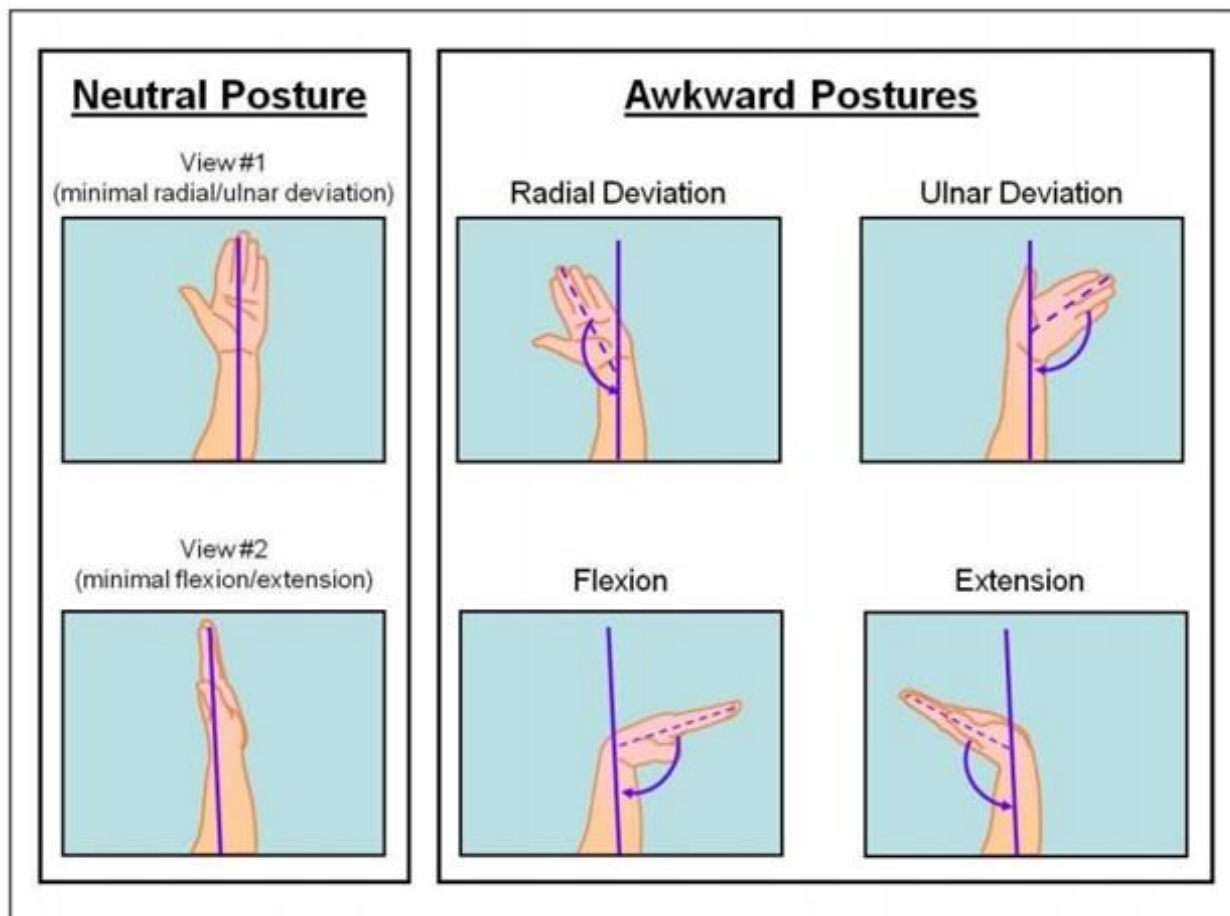 Neutral Posture
View #1
(minimal radial/ulnar deviation)
View #2
(minimal flexion/extension)
Awkward Postures
Radial Deviation
Ulnar Deviation
Flexion
Extension